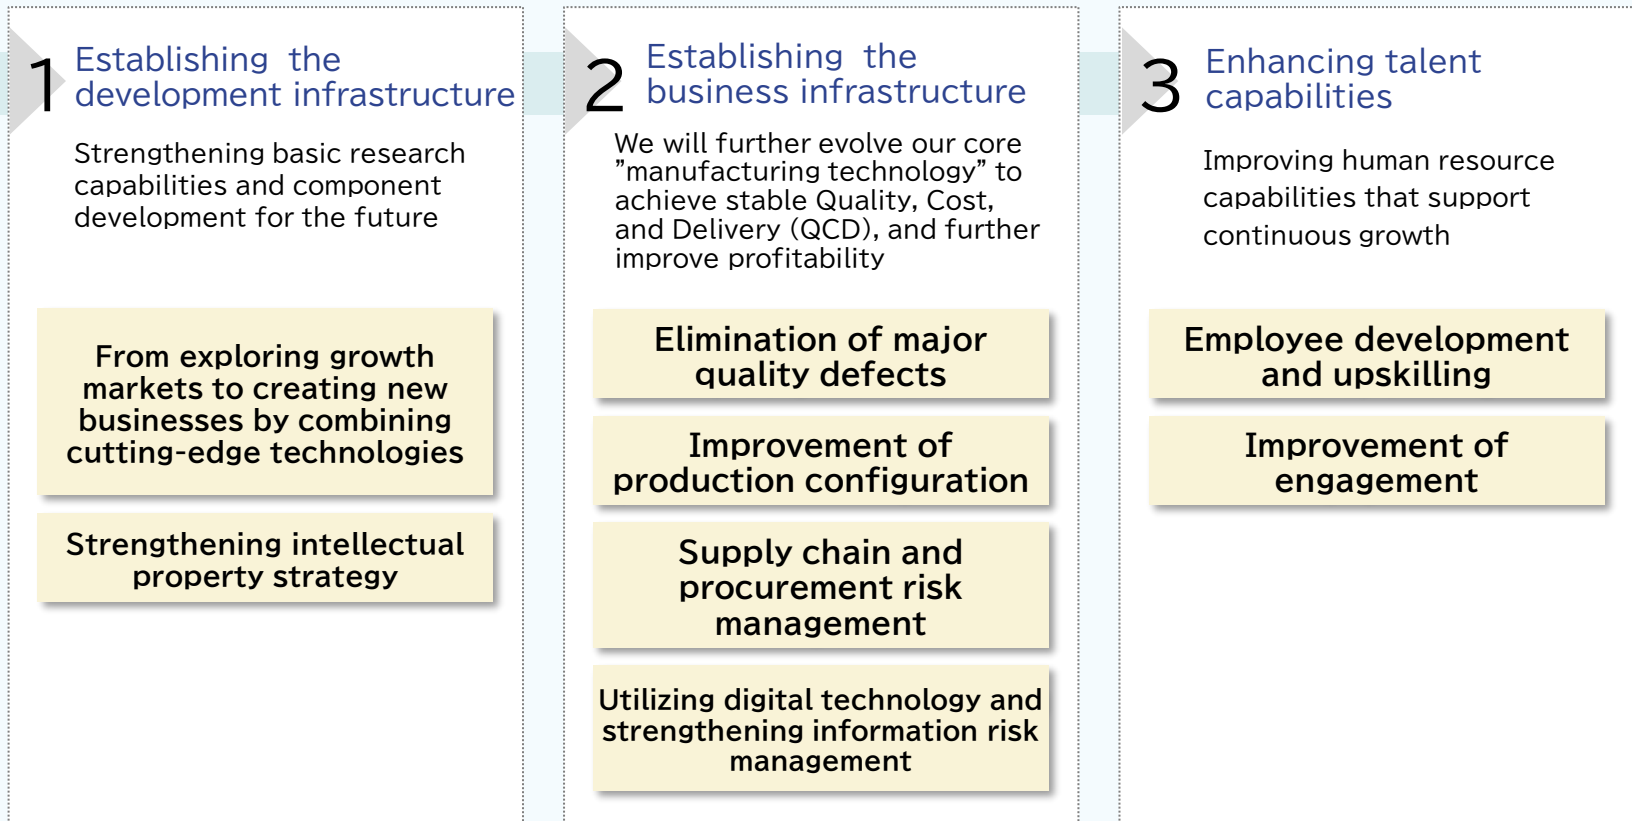 1
Establishing the
development infrastructure
Strengthening basic research
capabilities and component
development for the future
From exploring growth
markets to creating new
businesses by combining
cutting-edge technologies
Strengthening intellectual
property strategy
2
Establishing the
business infrastructure
We will further evolve our core
”manufacturing technology” to
achieve stable Quality, Cost,
and Delivery (QCD), and further
improve profitability
Elimination of major
quality defects
Improvement of
production configuration
Supply chain and
procurement risk
management
Utilizing digital technology and
strengthening information risk
management
3
Enhancing talent
capabilities
Improving human resource
capabilities that support
continuous growth
Employee development
and upskilling
Improvement of
engagement